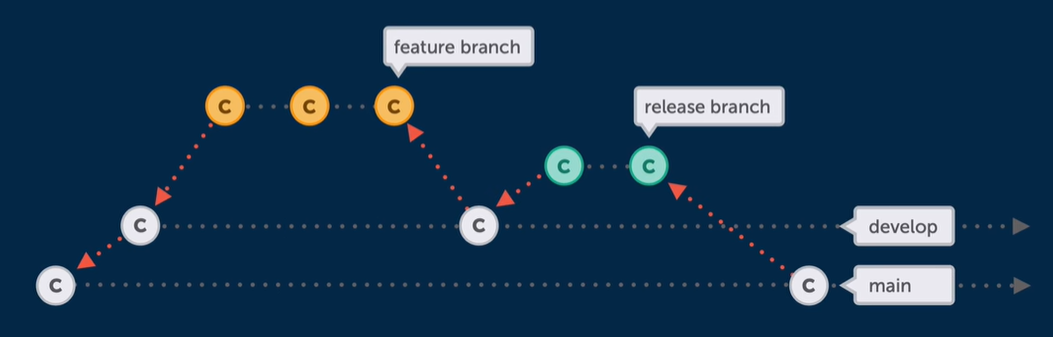 feature branch
C C C
release branch
C C
C C
develop
C C
main